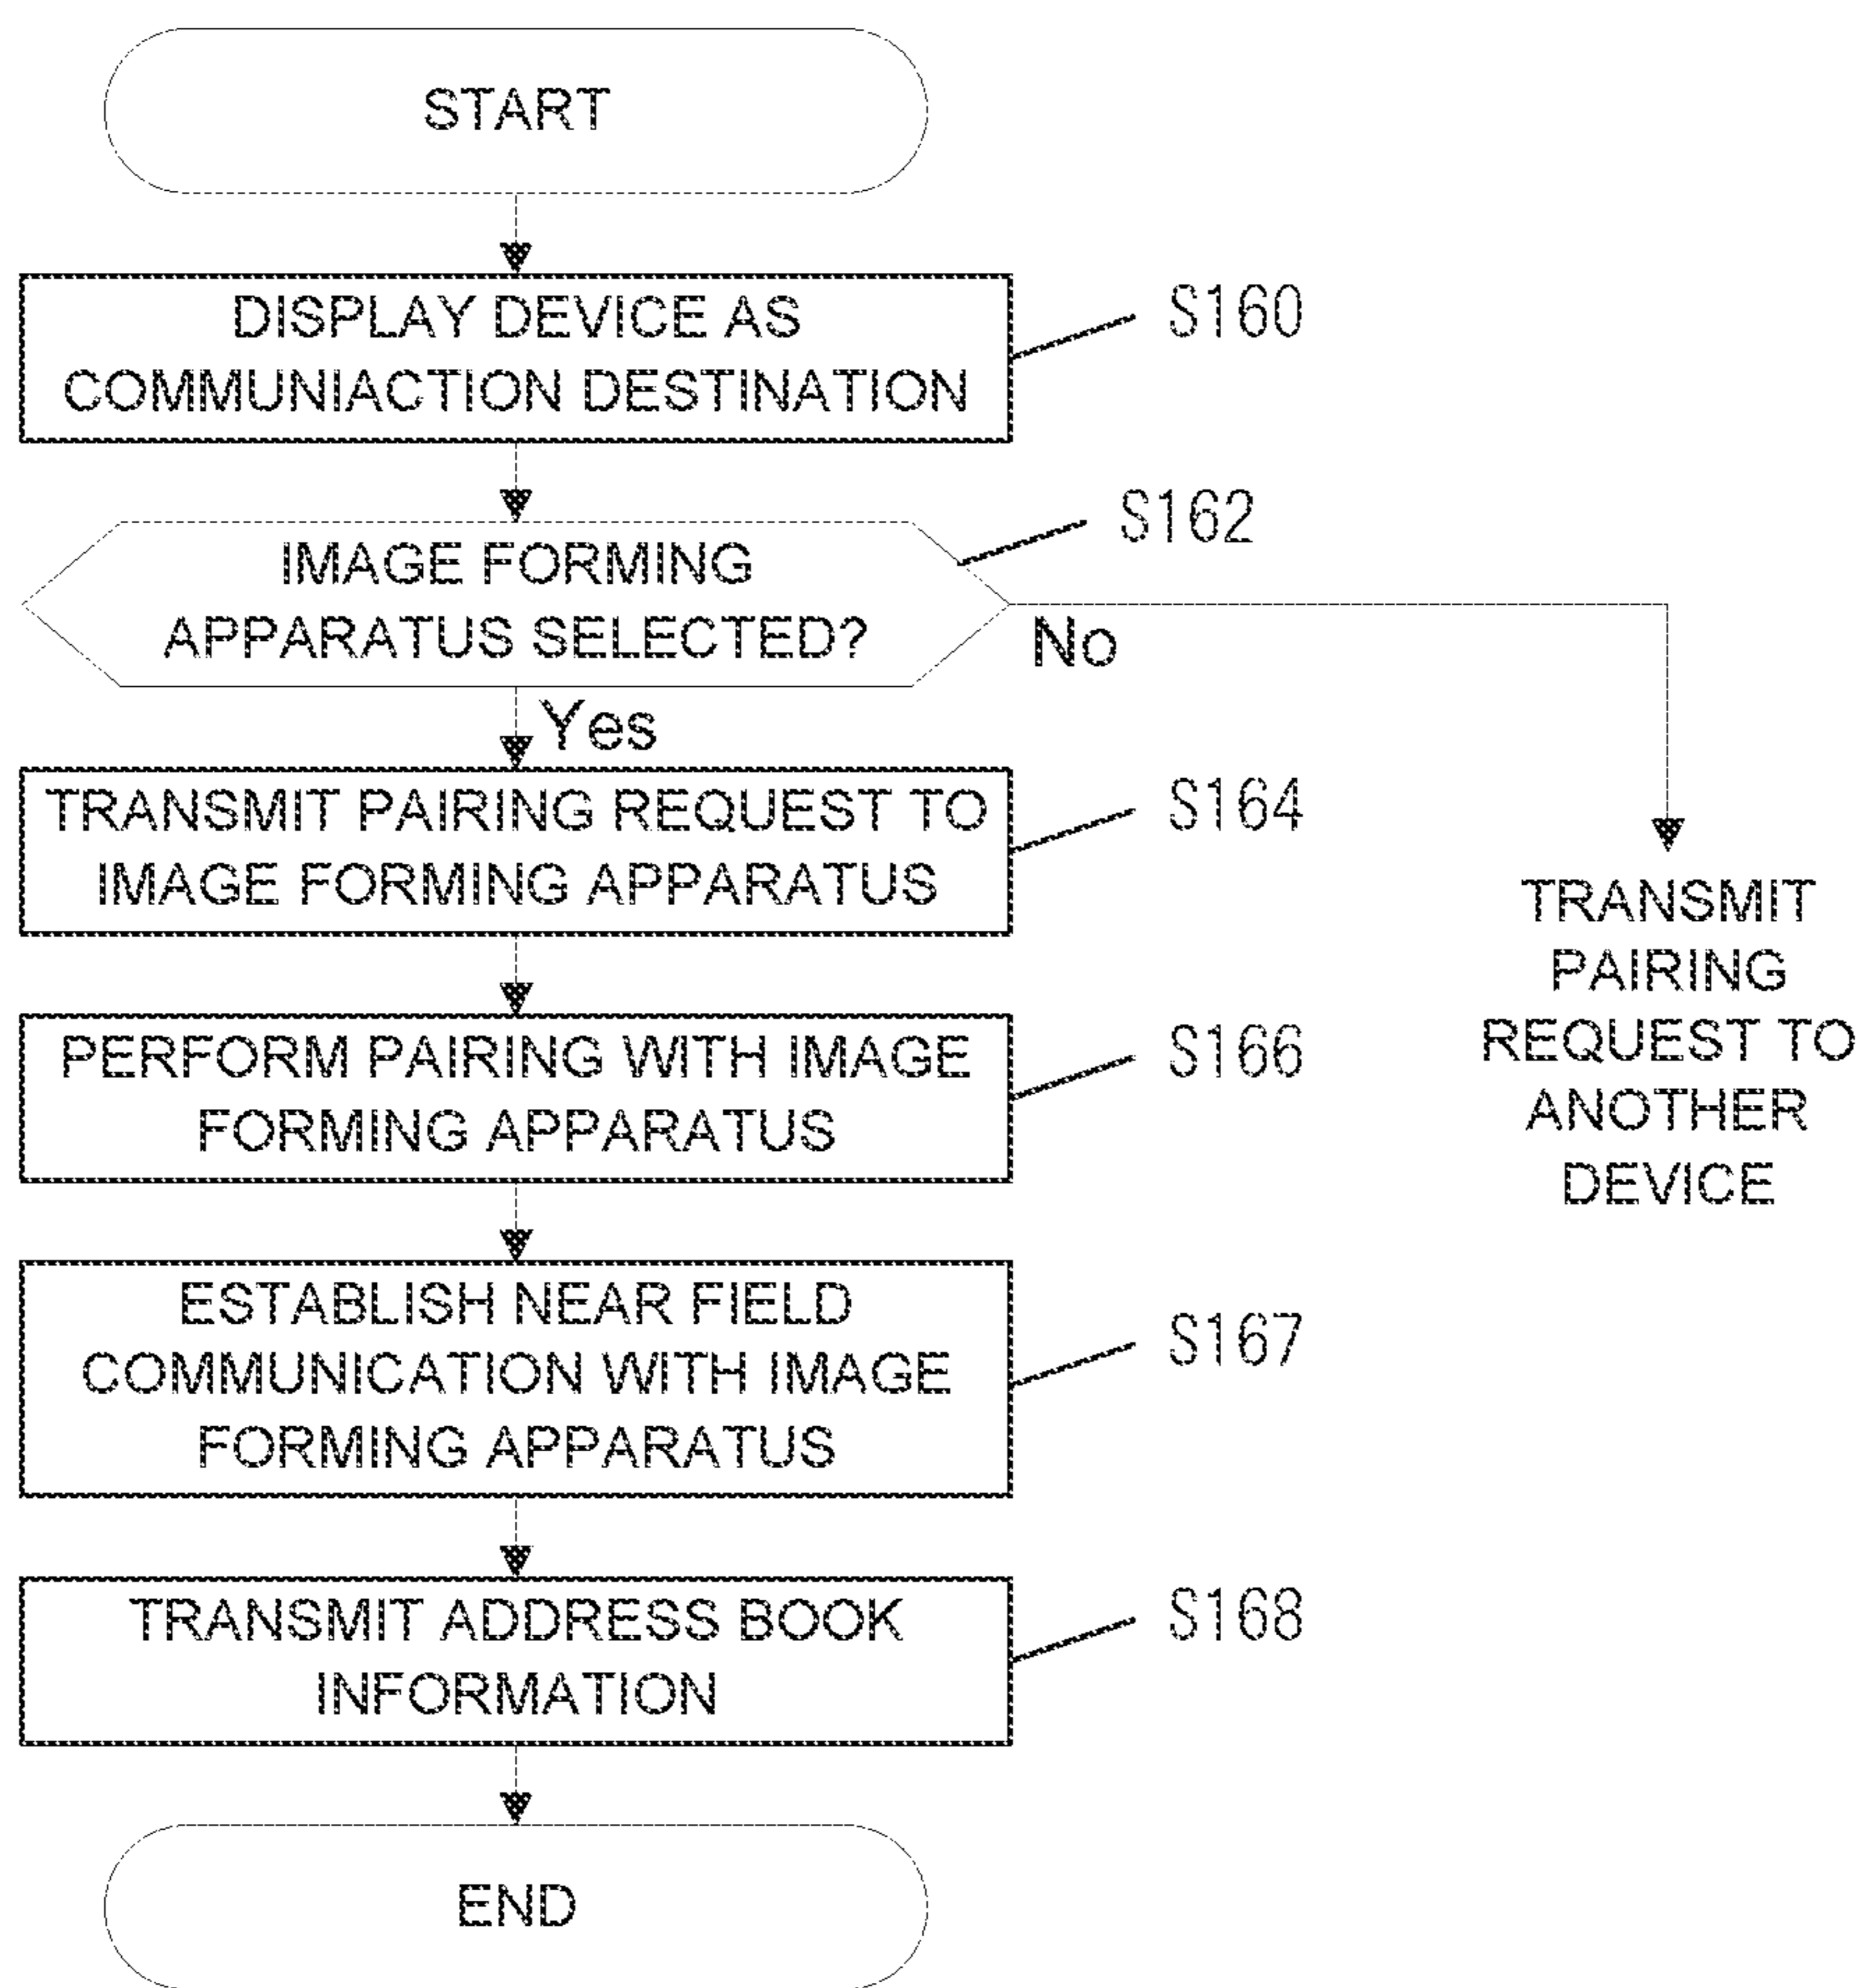 START
DISPLAY DEVICE AS
COMMUNIACTION DESTINATION
S160
IMAGE FORMING
APPARATUS SELECTED?
S162
No
Yes
TRANSMIT PAIRING REQUEST TO
IMAGE FORMING APPARATUS
S164
TRANSMIT
PAIRING
REQUEST TO
ANOTHER
DEVICE
PERFORM PAIRING WITH IMAGE
FORMING APPARATUS
S166
ESTABLISH NEAR FIELD
COMMUNICATION WITH IMAGE
FORMING APPARATUS
S167
TRANSMIT ADDRESS BOOK
INFORMATION
S168
END